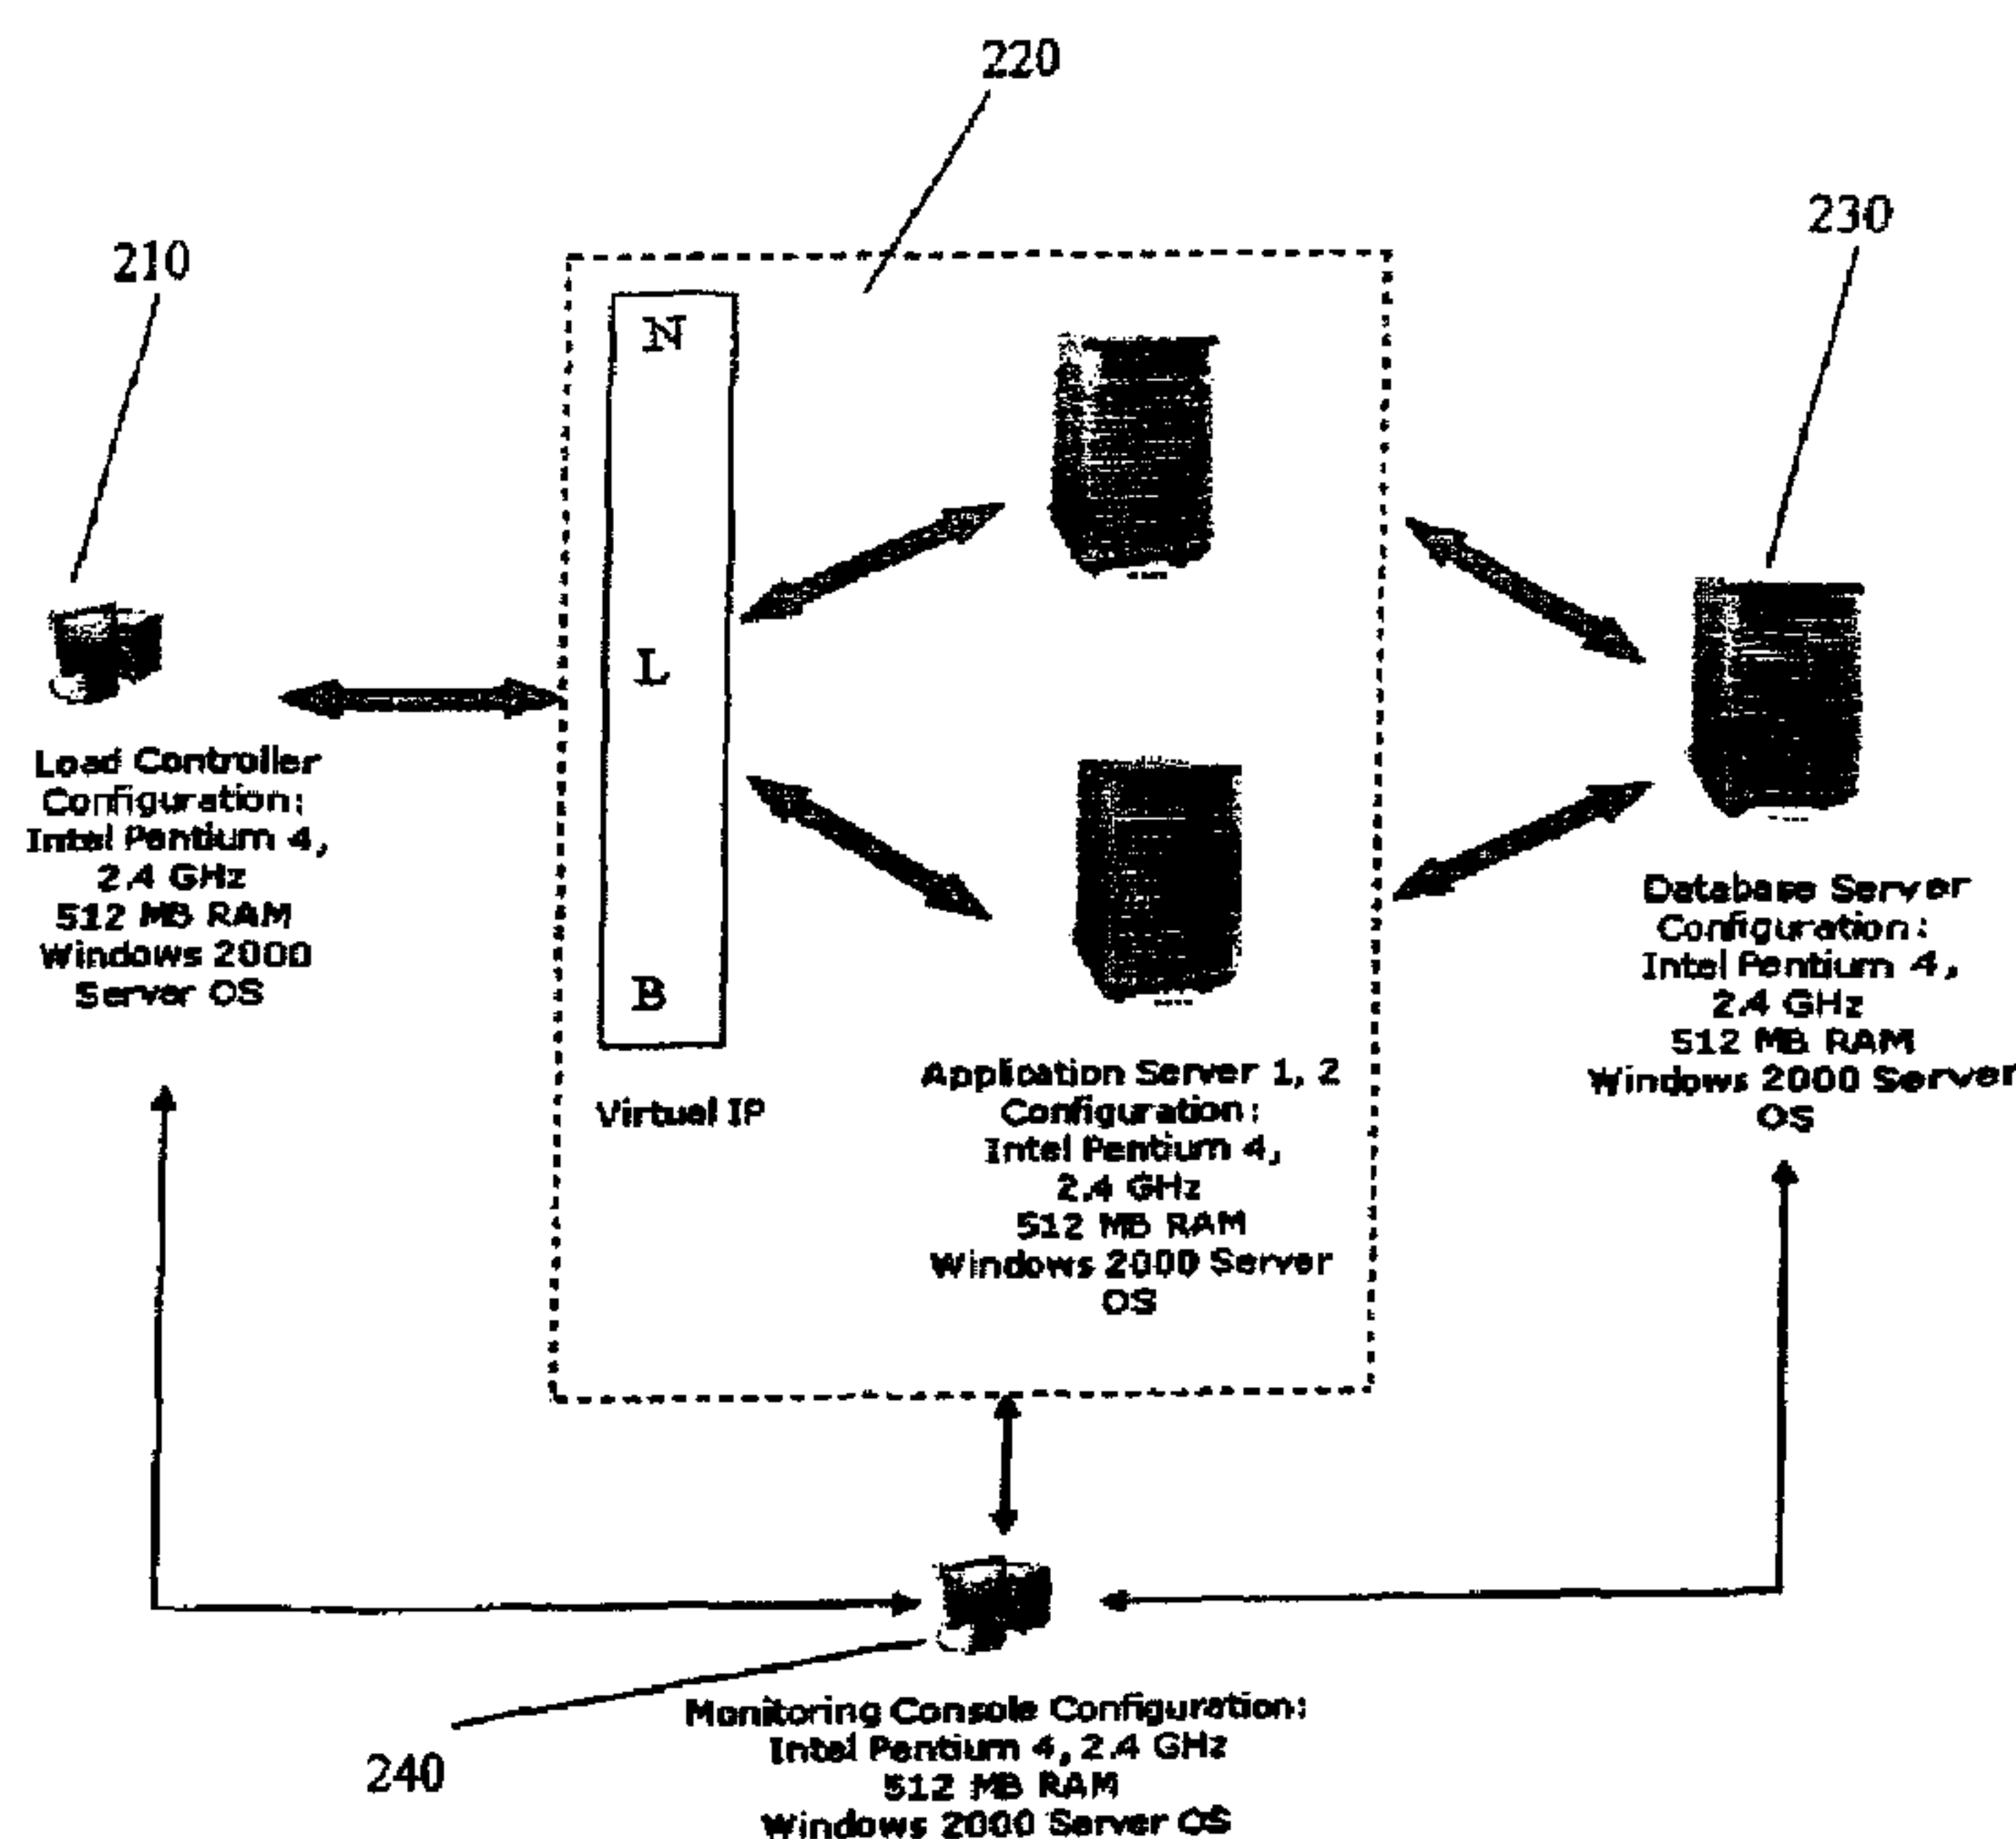 220
230
210
N
L
B
Load Controller
Configuration:
Intel Pentium 4,
2.4 GHz
512 MB RAM
Windows 2000
Server OS
Virtual IP
Application Server 1, 2
Configuration:
Intel Pentium 4,
2.4 GHz
512 MB RAM
Windows 2000 Server
OS
Database Server
Configuration:
Intel Pentium 4,
2.4 GHz
512 MB RAM
Windows 2000 Server
OS
240
Monitoring Console Configuration:
Intel Pentium 4, 2.4 GHz
512 MB RAM
Windows 2000 Server OS